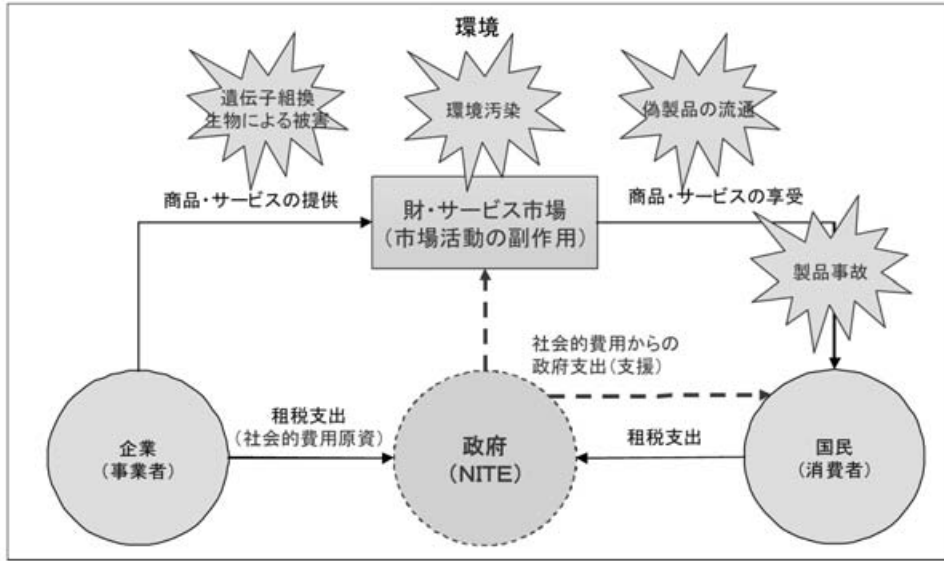 環境
遺伝子組換
生物による被害
環境汚染
偽製品の流通
商品・サービスの提供
財・サービス市場
（市場活動の副作用）
商品・サービスの享受
製品事故
社会的費用からの
政府支出（支援）
企業
（事業者）
租税支出
（社会的費用原資）
政府
（NITE）
租税支出
国民
（消費者）